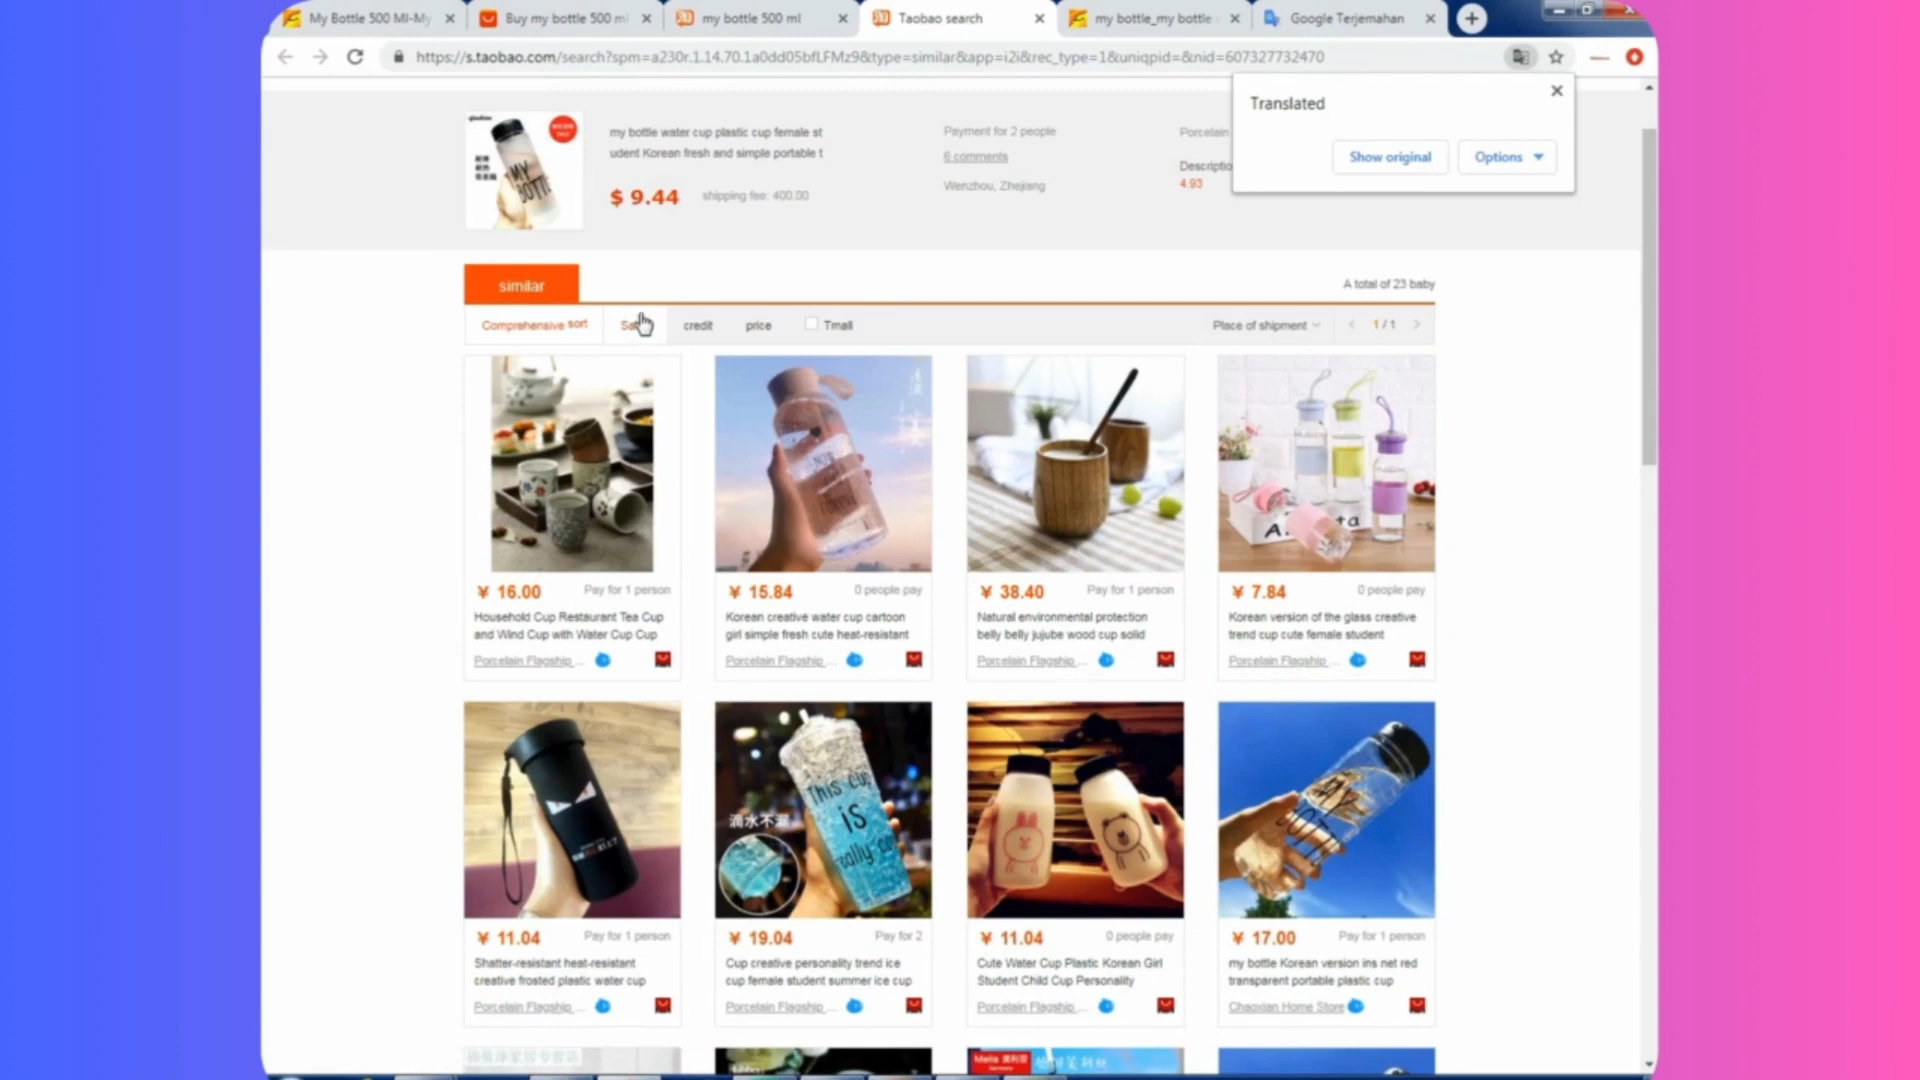 My Bottle 500 Ml-My
Buy my bottle 500 ml
my bottle 500 ml
Taobao search
my bottle_my bottle
Google Terjemahan
https://s.taobao.com/search?spm=a230r.1.14.70.1a0dd05bfLFMz9&type=similar&app=i2i&rec_type=1&uniqpid=&nid=607327732470
Translated
Show original
Options
MY
BOTTLE
my bottle water cup plastic cup female st
udent Korean fresh and simple portable t
$ 9.44
shipping fee: 400.00
Payment for 2 people
6 comments
Wenzhou, Zhejiang
Porcelain
Descriptio
4.93
similar
A total of 23 baby
Comprehensive sort
credit
price
Tmall
Place of shipment
1 / 1
¥ 16.00
Pay for 1 person
Household Cup Restaurant Tea Cup
and Wind Cup with Water Cup Cup
Porcelain Flagship ...
¥ 15.84
0 people pay
Korean creative water cup cartoon
girl simple fresh cute heat-resistant
Porcelain Flagship ...
¥ 38.40
Pay for 1 person
Natural environmental protection
belly belly jujube wood cup solid
Porcelain Flagship ...
¥ 7.84
0 people pay
Korean version of the glass creative
trend cup cute female student
Porcelain Flagship ...
This cup
is
really co
滴水不漏
MY
BOTTL
¥ 11.04
Pay for 1 person
Shatter-resistant heat-resistant
creative frosted plastic water cup
Porcelain Flagship ...
¥ 19.04
Pay for 2
Cup creative personality trend ice
cup female student summer ice cup
Porcelain Flagship ...
¥ 11.04
0 people pay
Cute Water Cup Plastic Korean Girl
Student Child Cup Personality
Porcelain Flagship ...
¥ 17.00
Pay for 1 person
my bottle Korean version ins net red
transparent portable plastic cup
Chaoxian Home Store
Melia 美利亚
Germany